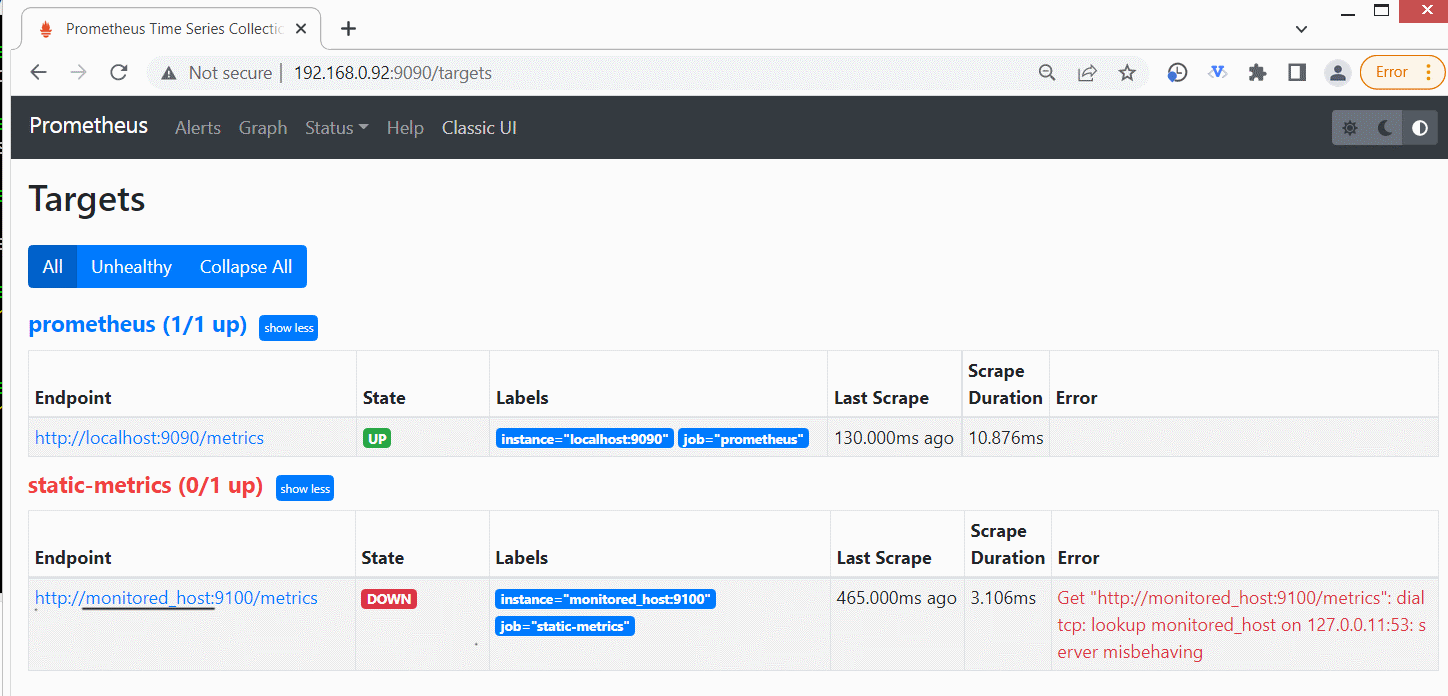 Prometheus Time Series Collectio
Not secure | 192.168.0.92:9090/targets
Error
Prometheus Alerts Graph Status Help Classic UI
Targets
All Unhealthy Collapse All
prometheus (1/1 up) show less
Endpoint State Labels Last Scrape Scrape Duration Error
http://localhost:9090/metrics UP instance="localhost:9090" job="prometheus" 130.000ms ago 10.876ms
static-metrics (0/1 up) show less
Endpoint State Labels Last Scrape Scrape Duration Error
http://monitored_host:9100/metrics DOWN instance="monitored_host:9100" 465.000ms ago 3.106ms Get "http://monitored_host:9100/metrics": dial
job="static-metrics" tcp: lookup monitored_host on 127.0.0.11:53: s
erver misbehaving